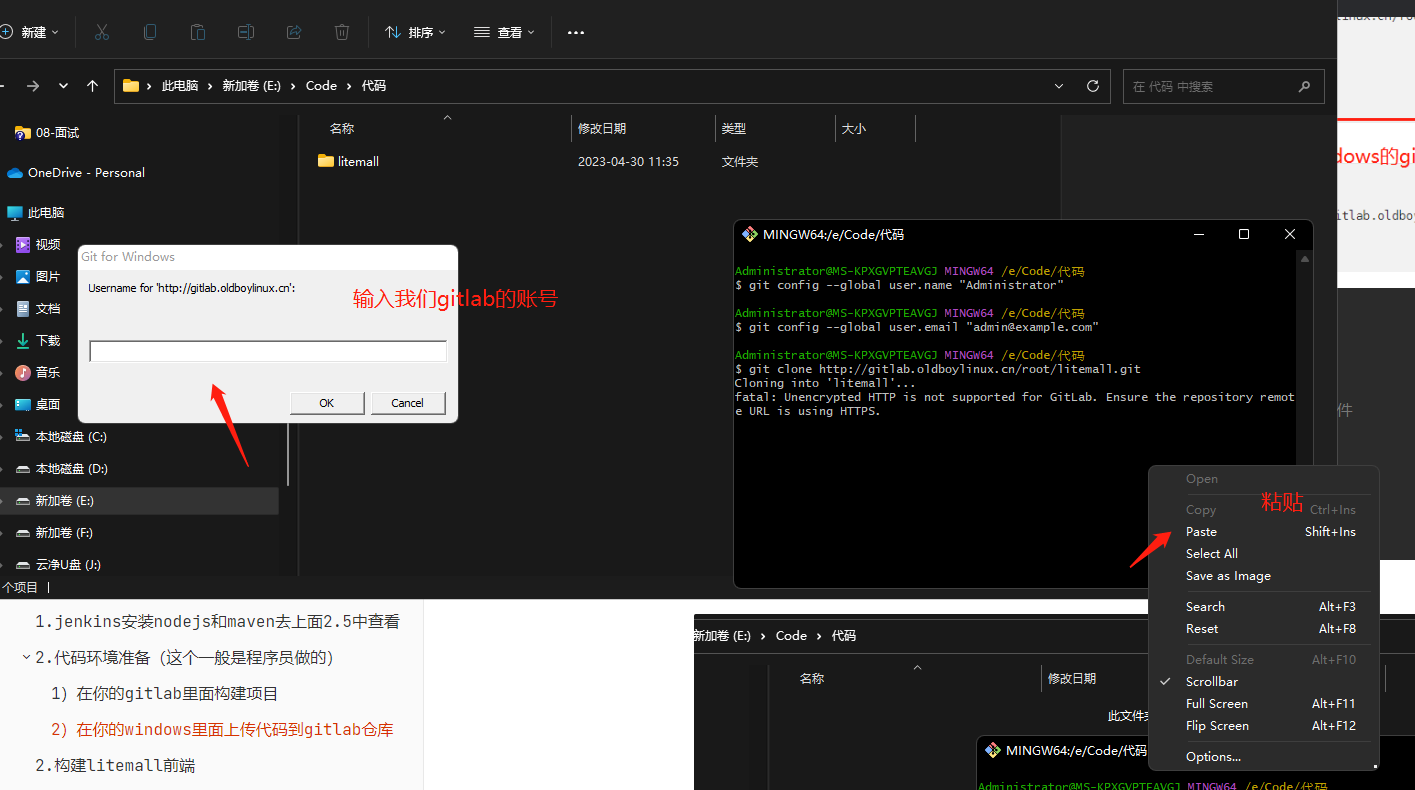 新建
排序
查看
此电脑 > 新加卷 (E:) > Code > 代码
在 代码 中搜索
08-面试
OneDrive - Personal
此电脑
视频
图片
文档
下载
音乐
桌面
本地磁盘 (C:)
本地磁盘 (D:)
新加卷 (E:)
新加卷 (F:)
云净U盘 (J:)
个项目
名称 修改日期 类型 大小
litemall 2023-04-30 11:35 文件夹
Git for Windows
Username for 'http://gitlab.oldboylinux.cn':
输入我们gitlab的账号
OK Cancel
MINGW64:/e/Code/代码
Administrator@MS-KPXGVPTEAVGJ MINGW64 /e/Code/代码
$ git config --global user.name "Administrator"
Administrator@MS-KPXGVPTEAVGJ MINGW64 /e/Code/代码
$ git config --global user.email "admin@example.com"
Administrator@MS-KPXGVPTEAVGJ MINGW64 /e/Code/代码
$ git clone http://gitlab.oldboylinux.cn/root/litemall.git
Cloning into 'litemall'...
fatal: Unencrypted HTTP is not supported for GitLab. Ensure the repository remot
e URL is using HTTPS.
dows的gi
itlab.oldboy
件
Open
粘贴
Copy Ctrl+Ins
Paste Shift+Ins
Select All
Save as Image
Search Alt+F3
Reset Alt+F8
Default Size Alt+F10
Scrollbar
Full Screen Alt+F11
Flip Screen Alt+F12
Options...
1.jenkins安装nodejs和maven去上面2.5中查看
2.代码环境准备（这个一般是程序员做的）
1）在你的gitlab里面构建项目
2）在你的windows里面上传代码到gitlab仓库
2.构建litemall前端
新加卷 (E:) > Code > 代码
名称 修改日期
此文件夹
MINGW64:/e/Code/代码
Administrator@MS-KPXGVPTEAVGJ MINGW64 /e/Code/代码